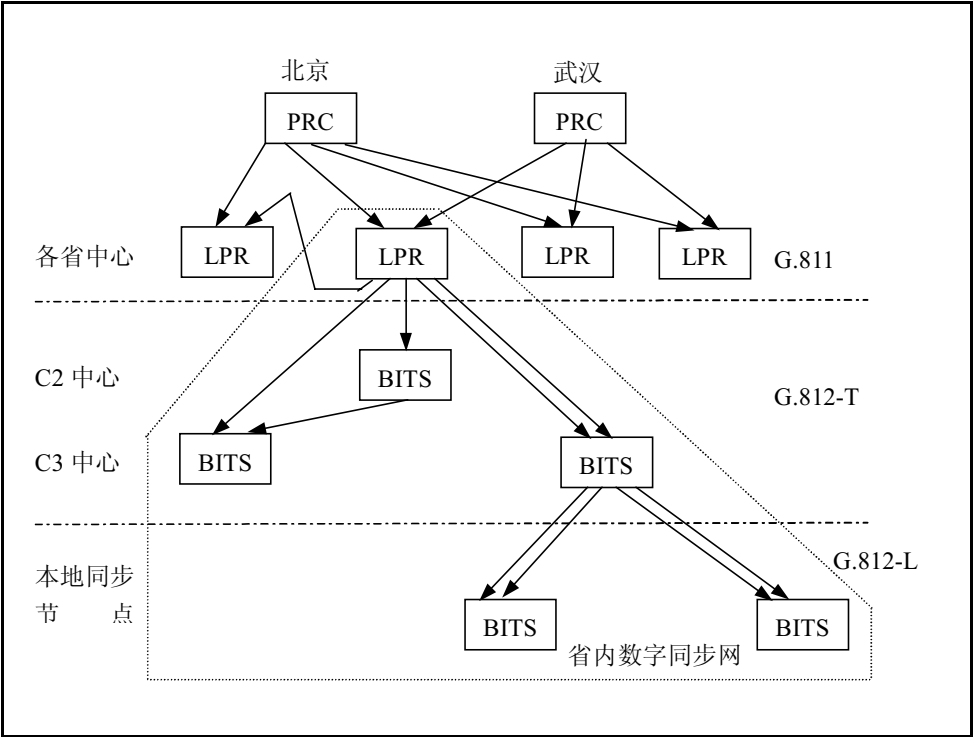 北京 武汉
PRC PRC
各省中心 LPR LPR LPR LPR G.811
C2 中心 BITS G.812-T
C3 中心 BITS BITS
本地同步 G.812-L
节 点 BITS BITS
省内数字同步网